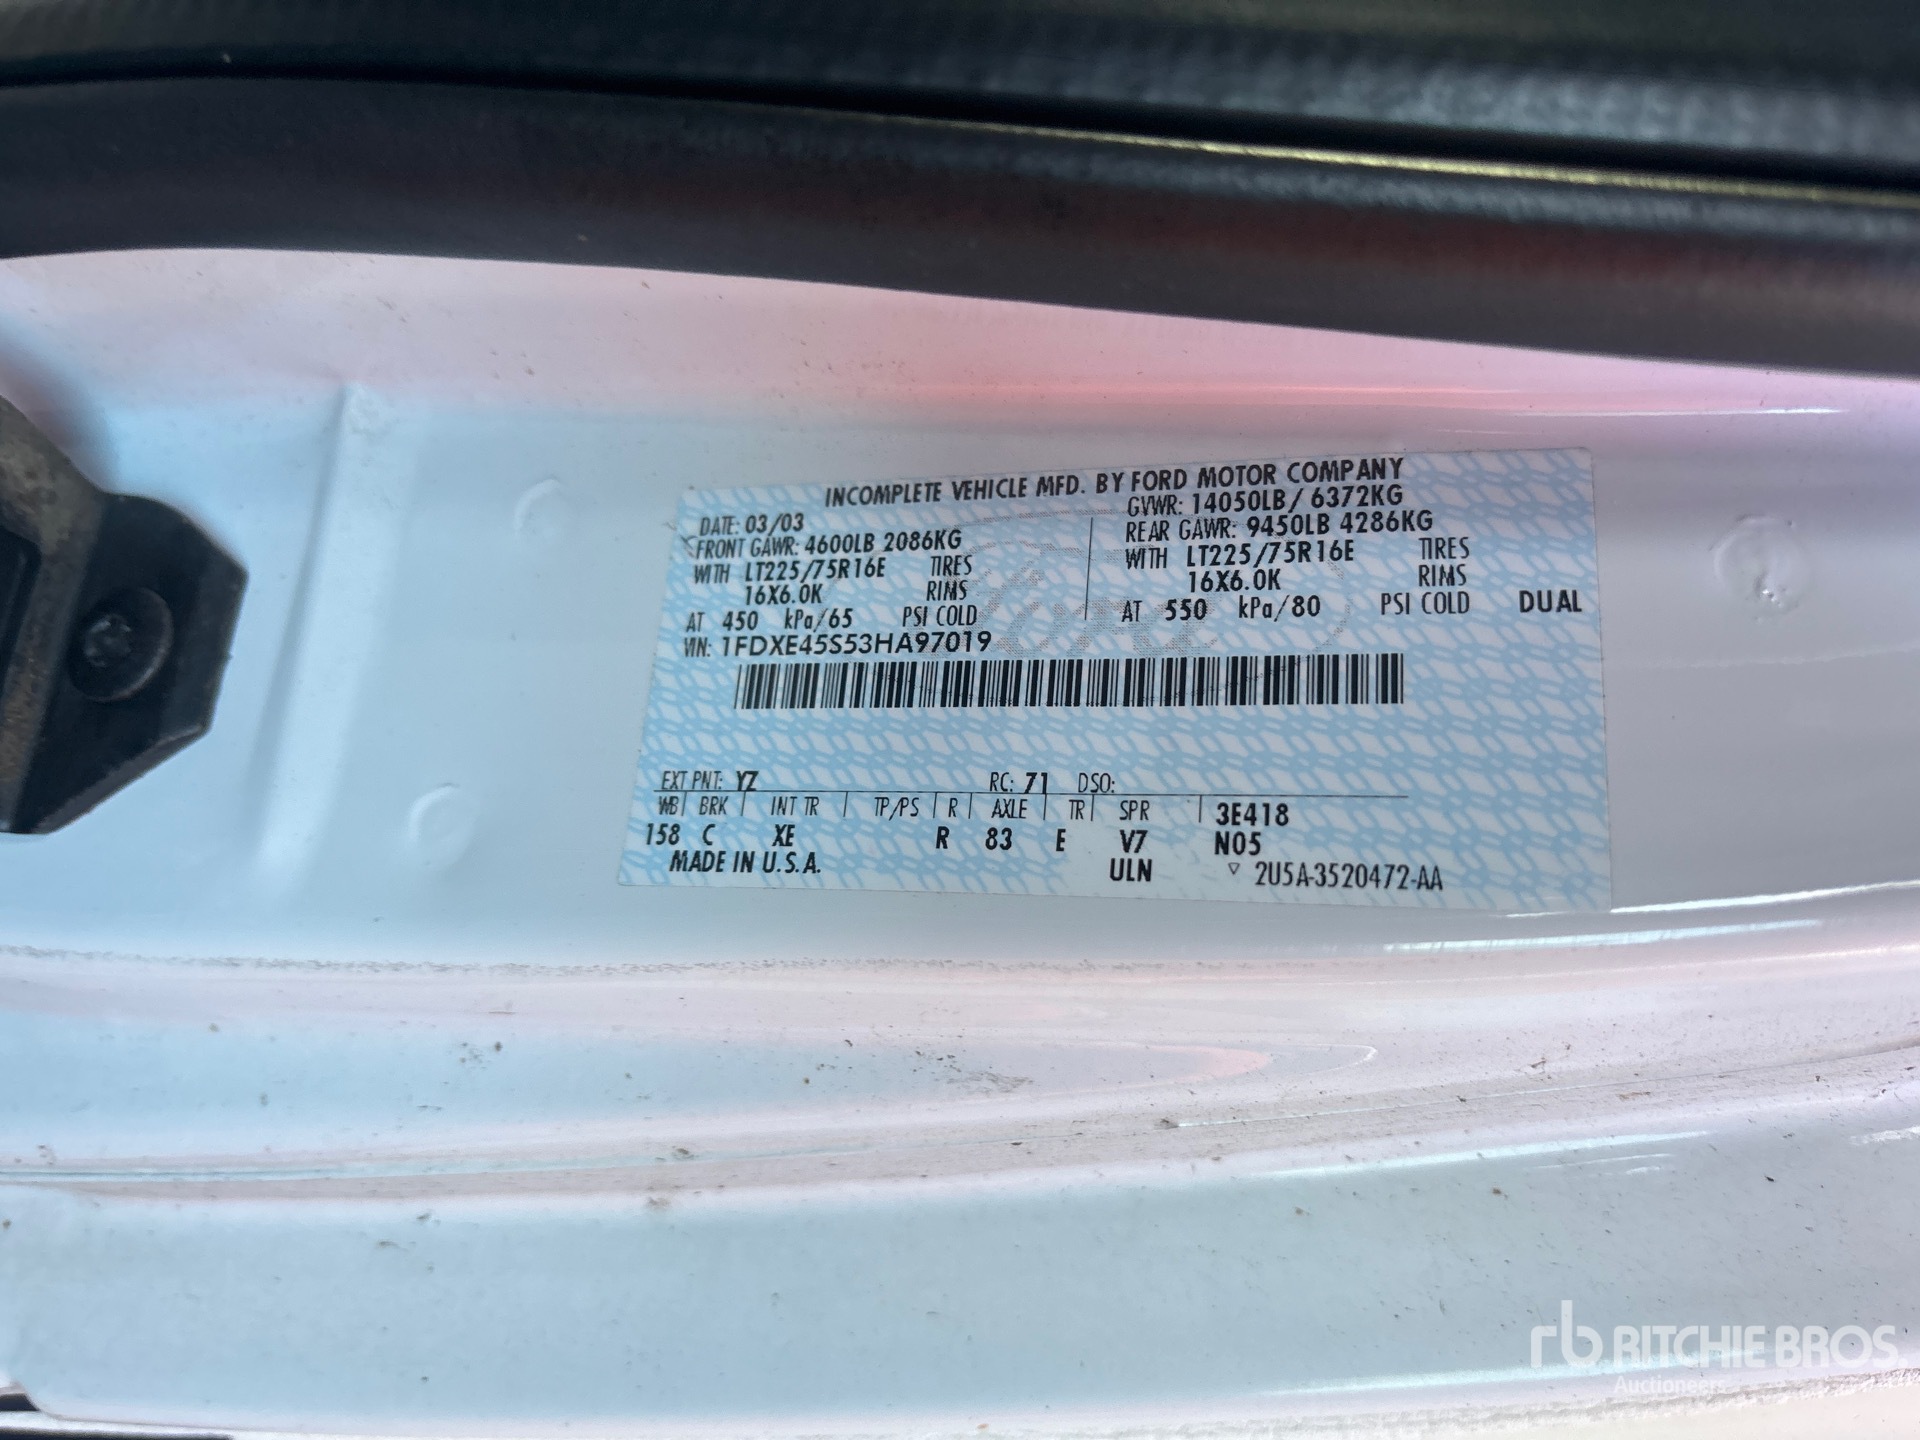 INCOMPLETE VEHICLE MFD. BY FORD MOTOR COMPANY
DATE: 03/03
GVWR: 14050LB/ 6372KG
FRONT GAWR: 4600LB 2086KG
REAR GAWR: 9450LB 4286KG
WITH LT225/75R16E TIRES
WITH LT225/75R16E TIRES
16X6.0K RIMS
16X6.0K RIMS
AT 450 kPa/65 PSI COLD
AT 550 kPa/80 PSI COLD DUAL
VIN: 1FDXE45S53HA97019
EXT PNT: YZ RC: 71 DSO:
WB BRK INT TR TP/PS R AXLE TR SPR 3E418
158 C XE R 83 E V7 N05
MADE IN U.S.A. ULN ▽ 2U5A-3520472-AA
rb RITCHIE BROS
Auctioneers